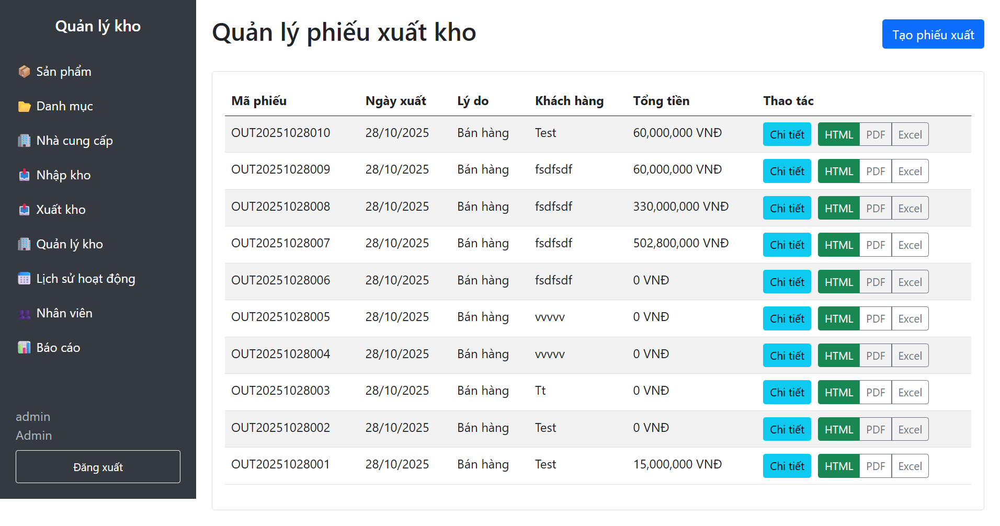 Quản lý kho
Sản phẩm
Danh mục
Nhà cung cấp
Nhập kho
Xuất kho
Quản lý kho
Lịch sử hoạt động
Nhân viên
Báo cáo
admin
Admin
Đăng xuất
Quản lý phiếu xuất kho
Tạo phiếu xuất
Mã phiếu Ngày xuất Lý do Khách hàng Tổng tiền Thao tác
OUT20251028010 28/10/2025 Bán hàng Test 60,000,000 VNĐ Chi tiết HTML PDF Excel
OUT20251028009 28/10/2025 Bán hàng fsdfsdf 60,000,000 VNĐ Chi tiết HTML PDF Excel
OUT20251028008 28/10/2025 Bán hàng fsdfsdf 330,000,000 VNĐ Chi tiết HTML PDF Excel
OUT20251028007 28/10/2025 Bán hàng fsdfsdf 502,800,000 VNĐ Chi tiết HTML PDF Excel
OUT20251028006 28/10/2025 Bán hàng fsdfsdf 0 VNĐ Chi tiết HTML PDF Excel
OUT20251028005 28/10/2025 Bán hàng vvvvv 0 VNĐ Chi tiết HTML PDF Excel
OUT20251028004 28/10/2025 Bán hàng vvvvv 0 VNĐ Chi tiết HTML PDF Excel
OUT20251028003 28/10/2025 Bán hàng Tt 0 VNĐ Chi tiết HTML PDF Excel
OUT20251028002 28/10/2025 Bán hàng Test 0 VNĐ Chi tiết HTML PDF Excel
OUT20251028001 28/10/2025 Bán hàng Test 15,000,000 VNĐ Chi tiết HTML PDF Excel